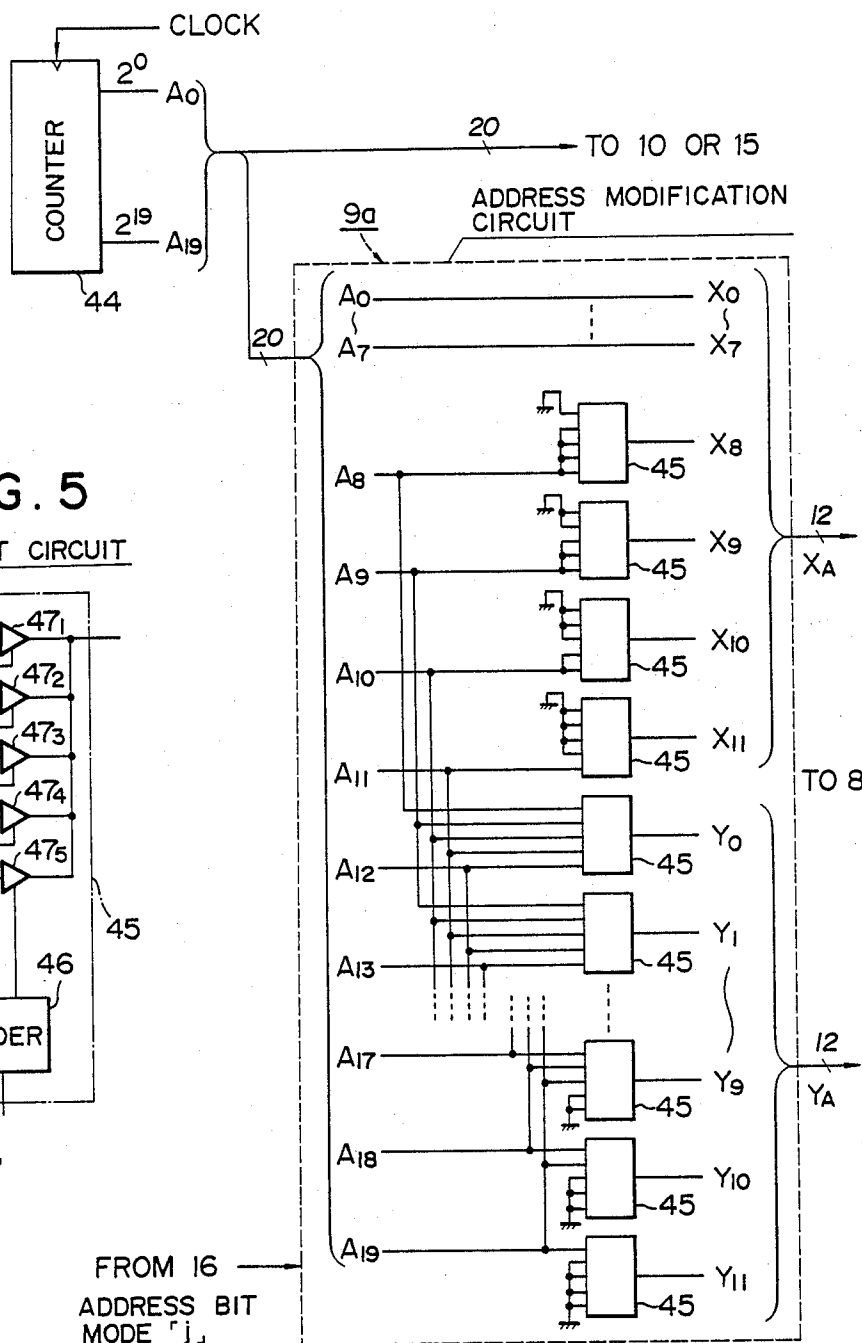 CLOCK
2⁰
A₀
COUNTER
20
TO 10 OR 15
2¹⁹
A₁₉
44
ADDRESS MODIFICATION
CIRCUIT
9a
20
A₀
X₀
A₇
X₇
A₈
45
X₈
A₉
45
X₉
12
X_A
A₁₀
45
X₁₀
A₁₁
45
X₁₁
TO 8
45
Y₀
A₁₂
45
Y₁
A₁₃
A₁₇
45
Y₉
12
Y_A
A₁₈
45
Y₁₀
A₁₉
45
Y₁₁
FROM 16
ADDRESS BIT
MODE ｢j｣
G. 5
T CIRCUIT
47₁
47₂
47₃
47₄
47₅
45
46
DER